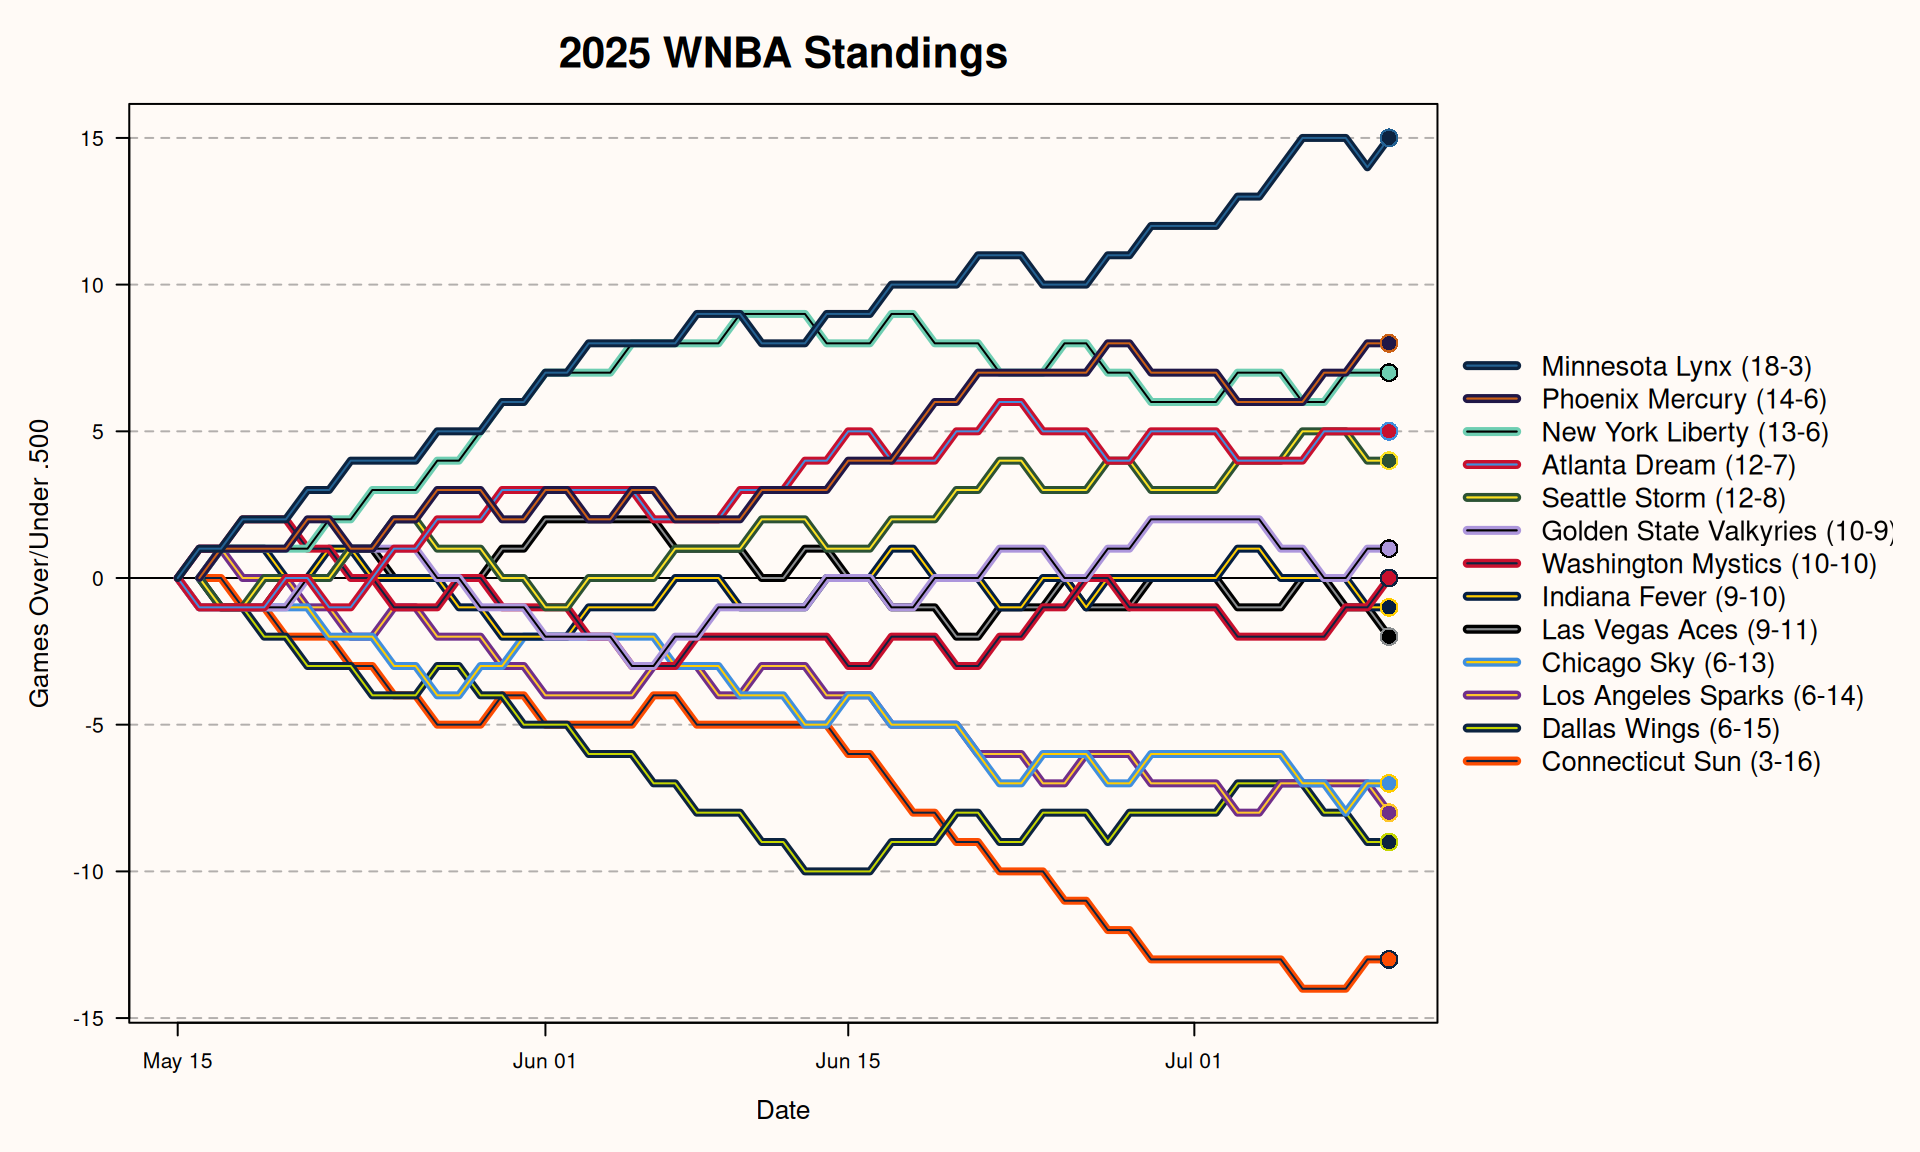 2025 WNBA Standings
Games Over/Under .500
15
10
5
0
-5
-10
-15
May 15
Jun 01
Jun 15
Jul 01
Date
Minnesota Lynx (18-3)
Phoenix Mercury (14-6)
New York Liberty (13-6)
Atlanta Dream (12-7)
Seattle Storm (12-8)
Golden State Valkyries (10-9)
Washington Mystics (10-10)
Indiana Fever (9-10)
Las Vegas Aces (9-11)
Chicago Sky (6-13)
Los Angeles Sparks (6-14)
Dallas Wings (6-15)
Connecticut Sun (3-16)